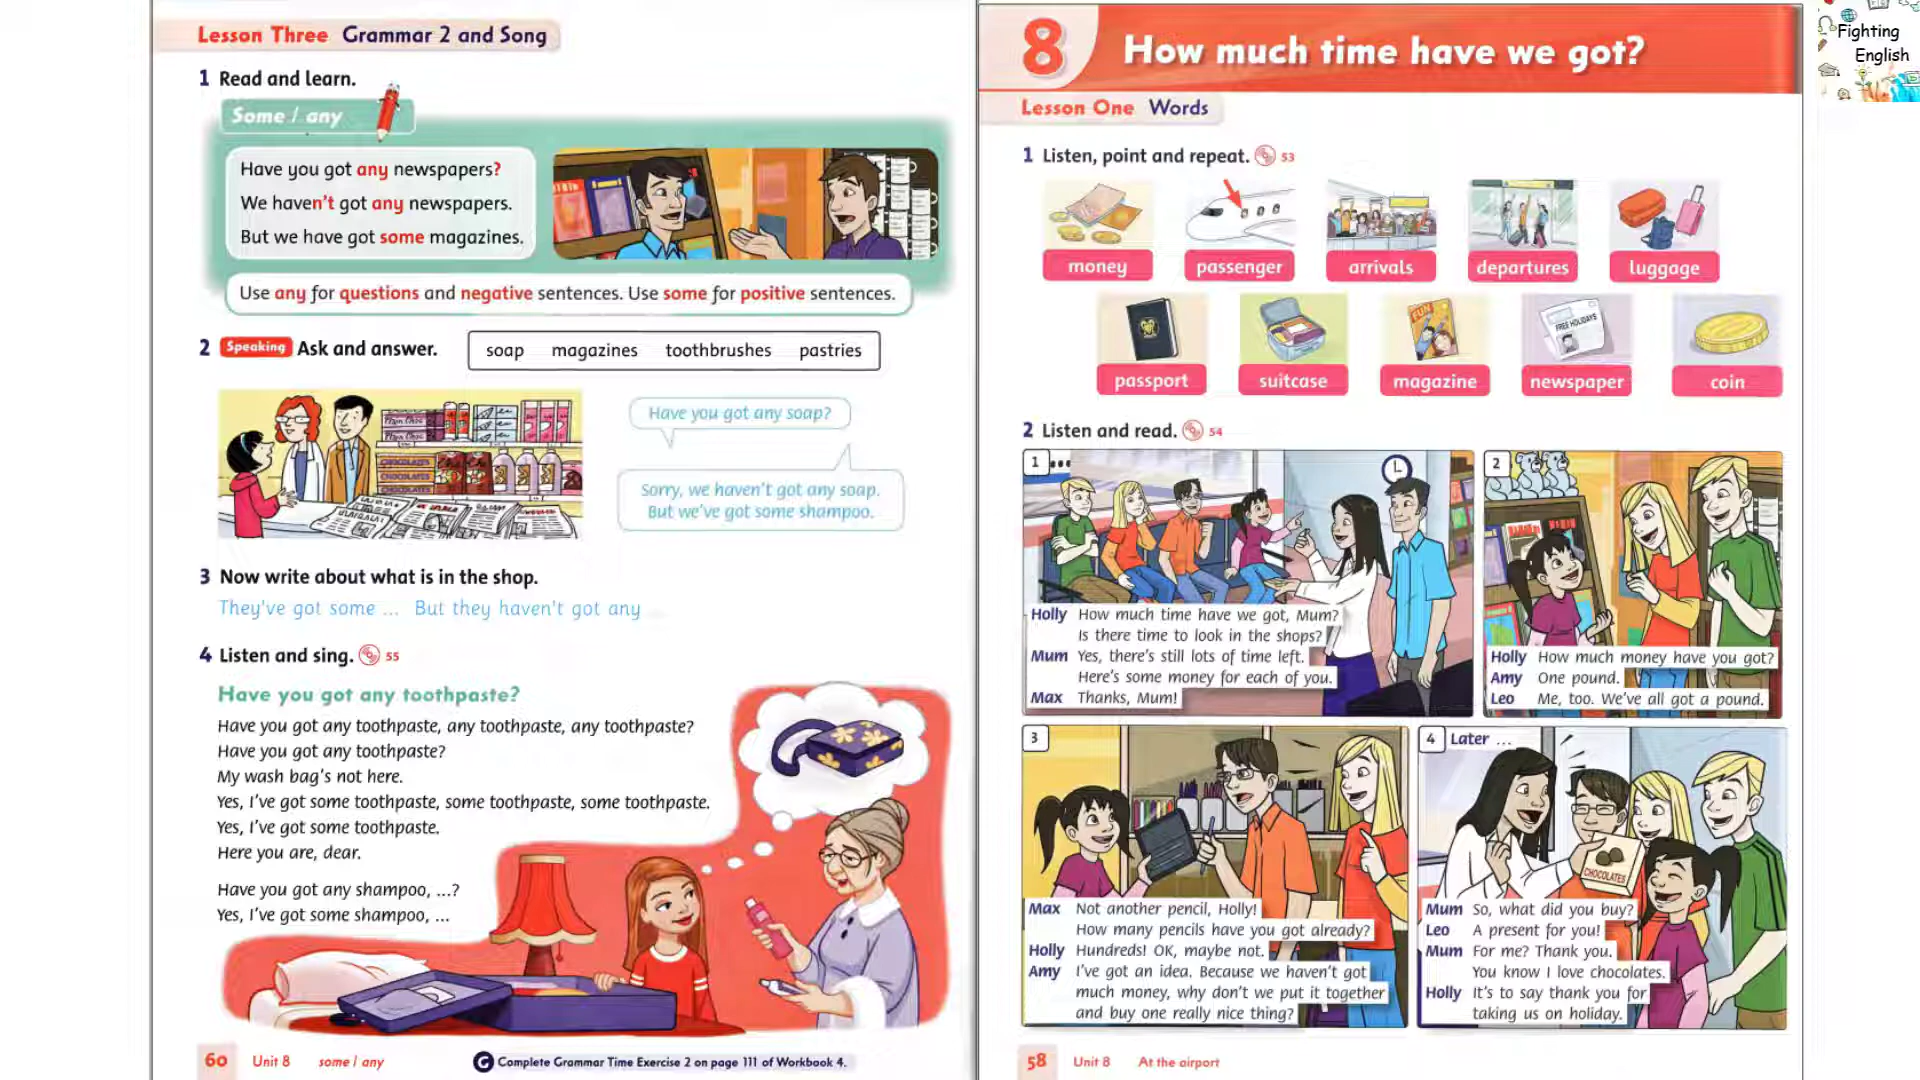 Lesson Three Grammar 2 and Song
1 Read and learn.
Some / any
Have you got any newspapers?
We haven't got any newspapers.
But we have got some magazines.
Use any for questions and negative sentences. Use some for positive sentences.
2 Speaking Ask and answer.
soap magazines toothbrushes pastries
Have you got any soap?
Sorry, we haven't got any soap.
But we've got some shampoo.
CHOCOLATES
CHOCOLATES
CHOCOLATES
3 Now write about what is in the shop.
They've got some ... But they haven't got any
4 Listen and sing. 55
Have you got any toothpaste?
Have you got any toothpaste, any toothpaste, any toothpaste?
Have you got any toothpaste?
My wash bag's not here.
Yes, I've got some toothpaste, some toothpaste, some toothpaste.
Yes, I've got some toothpaste.
Here you are, dear.
Have you got any shampoo, ...?
Yes, I've got some shampoo, ...
60 Unit 8 some / any
G Complete Grammar Time Exercise 2 on page 111 of Workbook 4.
8 How much time have we got?
Lesson One Words
1 Listen, point and repeat. 53
money passenger arrivals departures luggage
FUN
FREE HOLIDAYS
passport suitcase magazine newspaper coin
2 Listen and read. 54
1
Holly How much time have we got, Mum?
Is there time to look in the shops?
Mum Yes, there's still lots of time left.
Here's some money for each of you.
Max Thanks, Mum!
2
Holly How much money have you got?
Amy One pound.
Leo Me, too. We've all got a pound.
3
Max Not another pencil, Holly!
How many pencils have you got already?
Holly Hundreds! OK, maybe not.
Amy I've got an idea. Because we haven't got
much money, why don't we put it together
and buy one really nice thing?
4 Later ...
CHOCOLATES
Mum So, what did you buy?
Leo A present for you!
Mum For me? Thank you.
You know I love chocolates.
Holly It's to say thank you for
taking us on holiday.
58 Unit 8 At the airport
Fighting
English